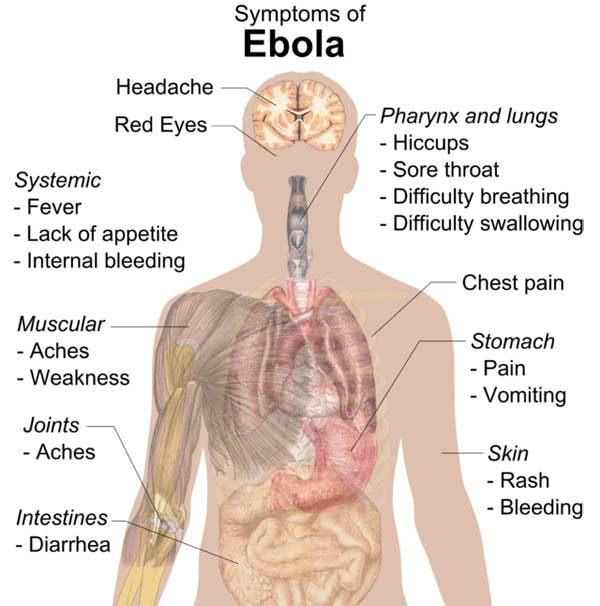 Symptoms of
Ebola
Headache
Red Eyes
Systemic
- Fever
- Lack of appetite
- Internal bleeding
Muscular
- Aches
- Weakness
Joints
- Aches
Intestines
- Diarrhea
Pharynx and lungs
- Hiccups
- Sore throat
- Difficulty breathing
- Difficulty swallowing
Chest pain
Stomach
- Pain
- Vomiting
Skin
- Rash
- Bleeding